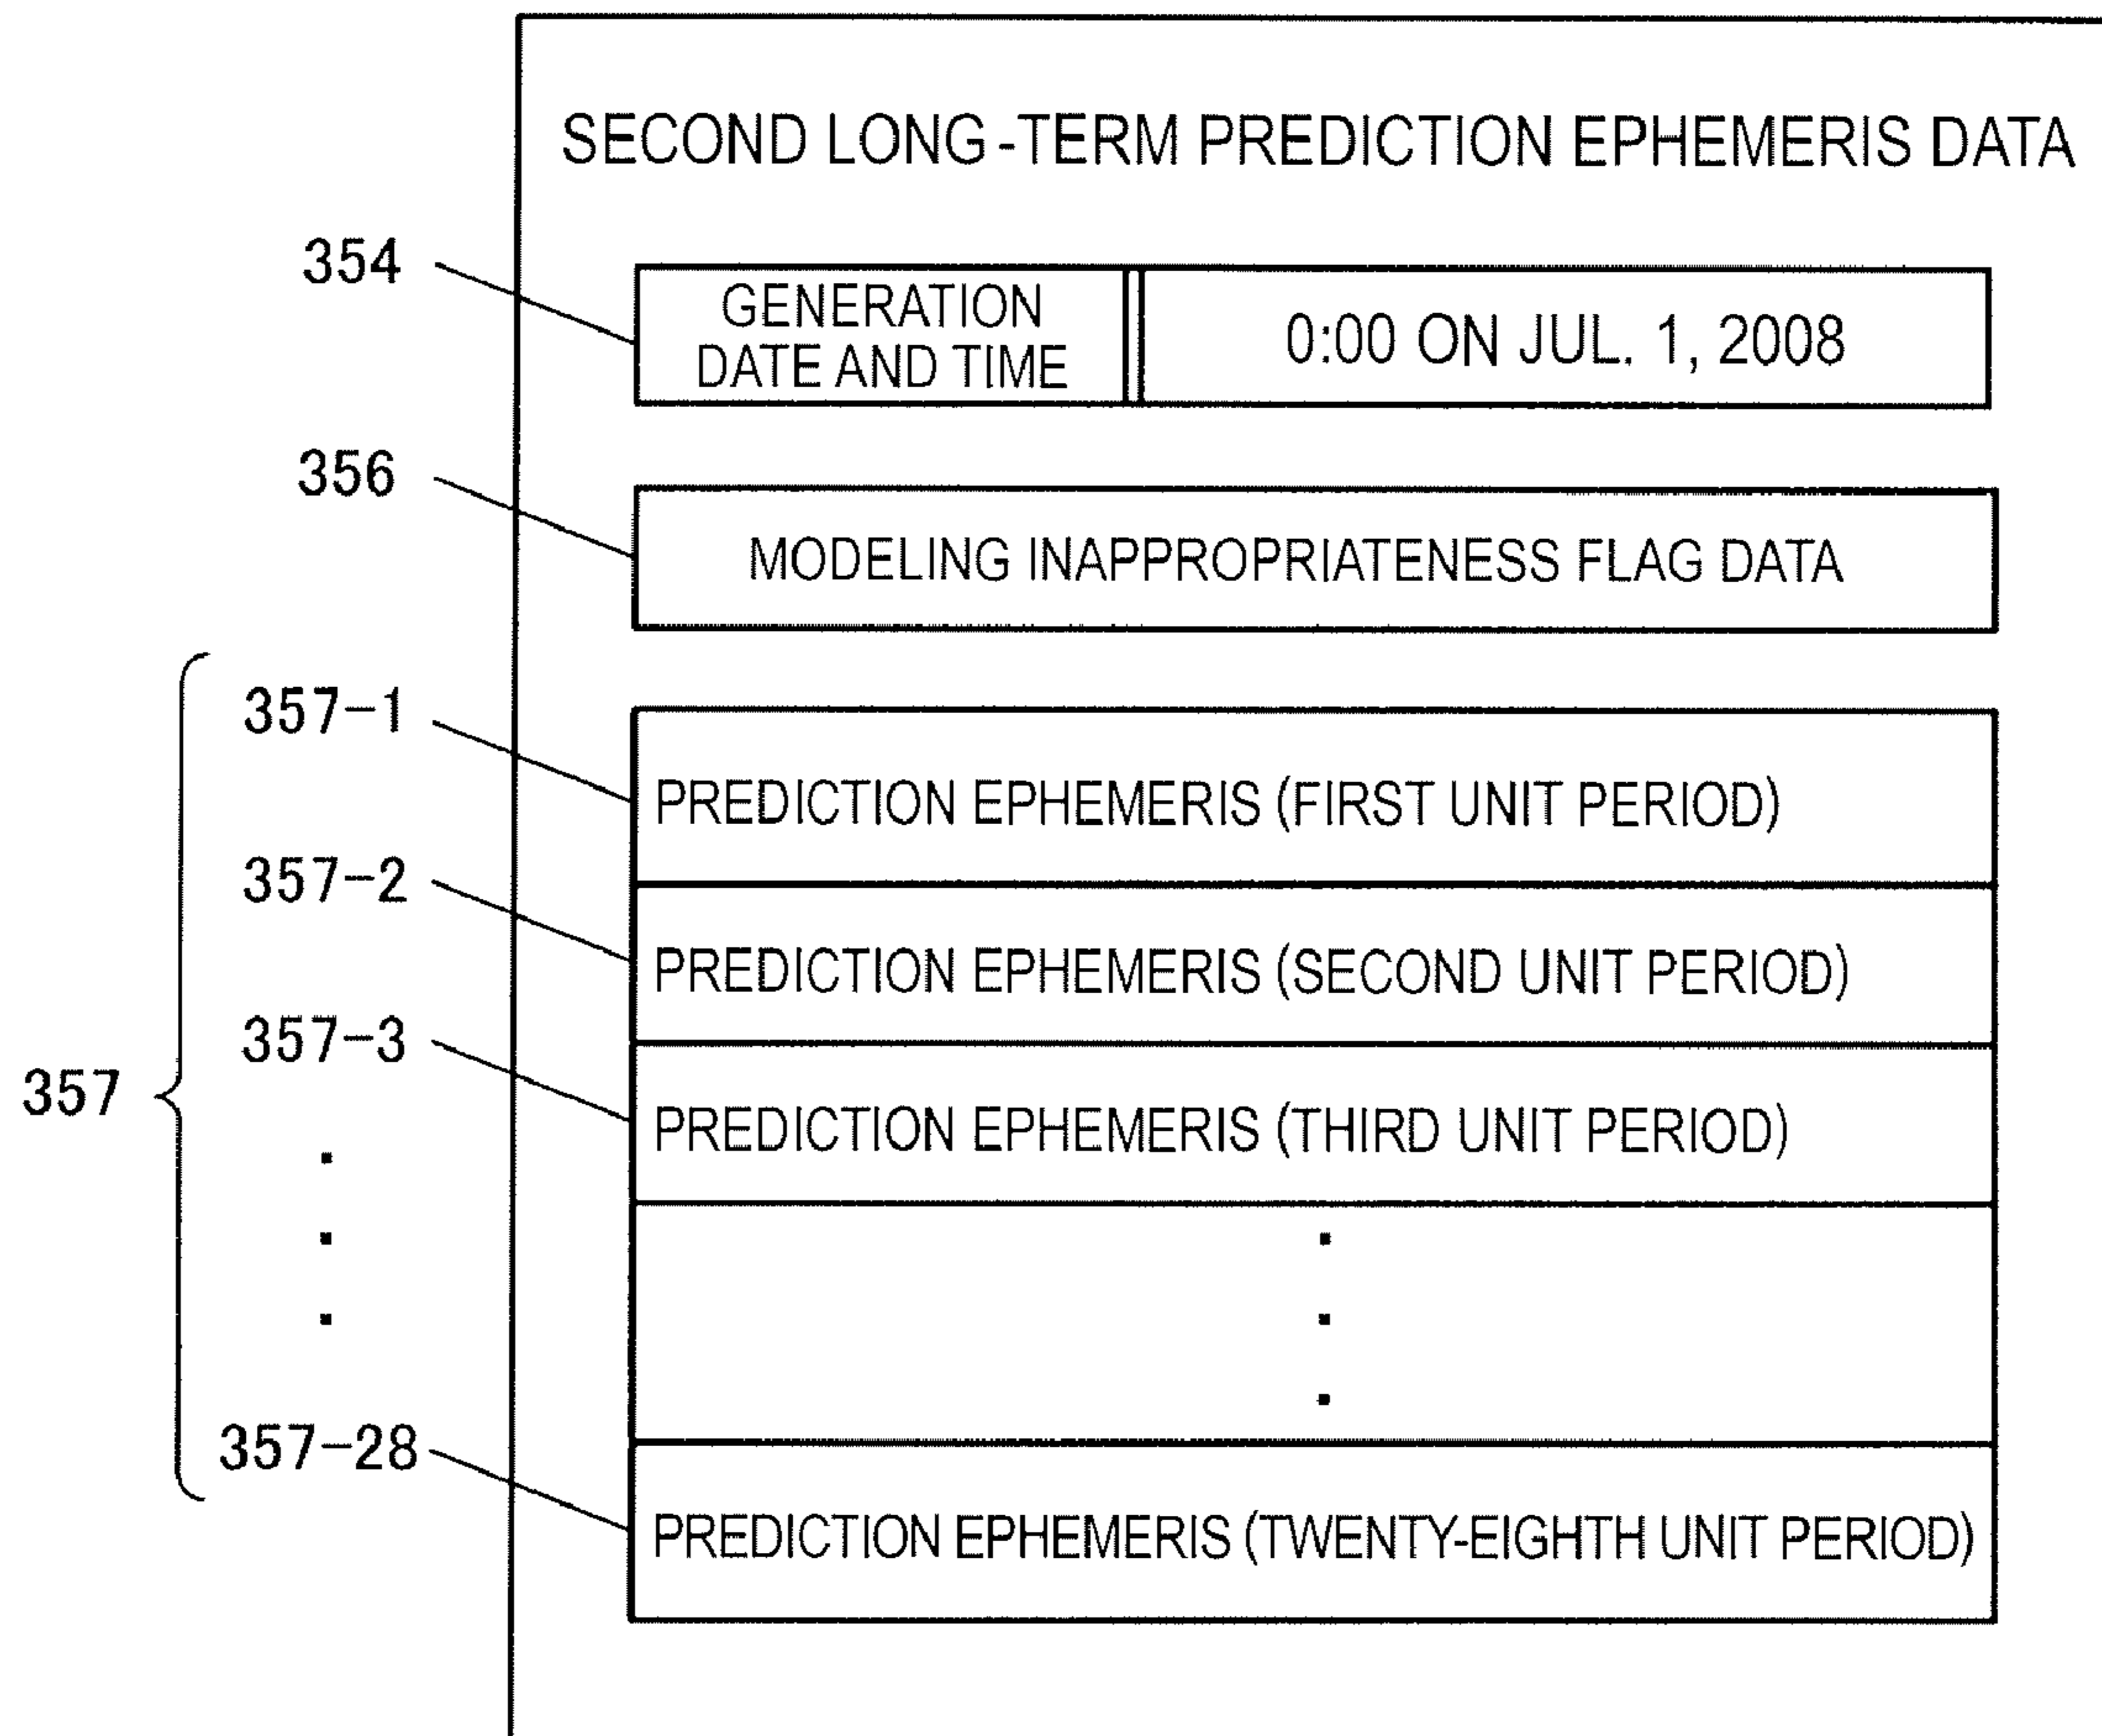 SECOND LONG-TERM PREDICTION EPHEMERIS DATA
354
GENERATION
DATE AND TIME
0:00 ON JUL. 1, 2008
356
MODELING INAPPROPRIATENESS FLAG DATA
357
357-1
PREDICTION EPHEMERIS (FIRST UNIT PERIOD)
357-2
PREDICTION EPHEMERIS (SECOND UNIT PERIOD)
357-3
PREDICTION EPHEMERIS (THIRD UNIT PERIOD)
357-28
PREDICTION EPHEMERIS (TWENTY-EIGHTH UNIT PERIOD)